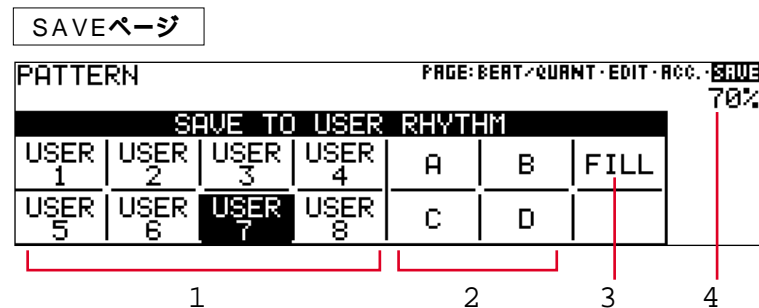 SAVEページ
PATTERN PAGE:BEAT/QUANT·EDIT·ACC.·SAVE
70%
SAVE TO USER RHYTHM
USER 1 USER 2 USER 3 USER 4 A B FILL
USER 5 USER 6 USER 7 USER 8 C D
1 2 3 4